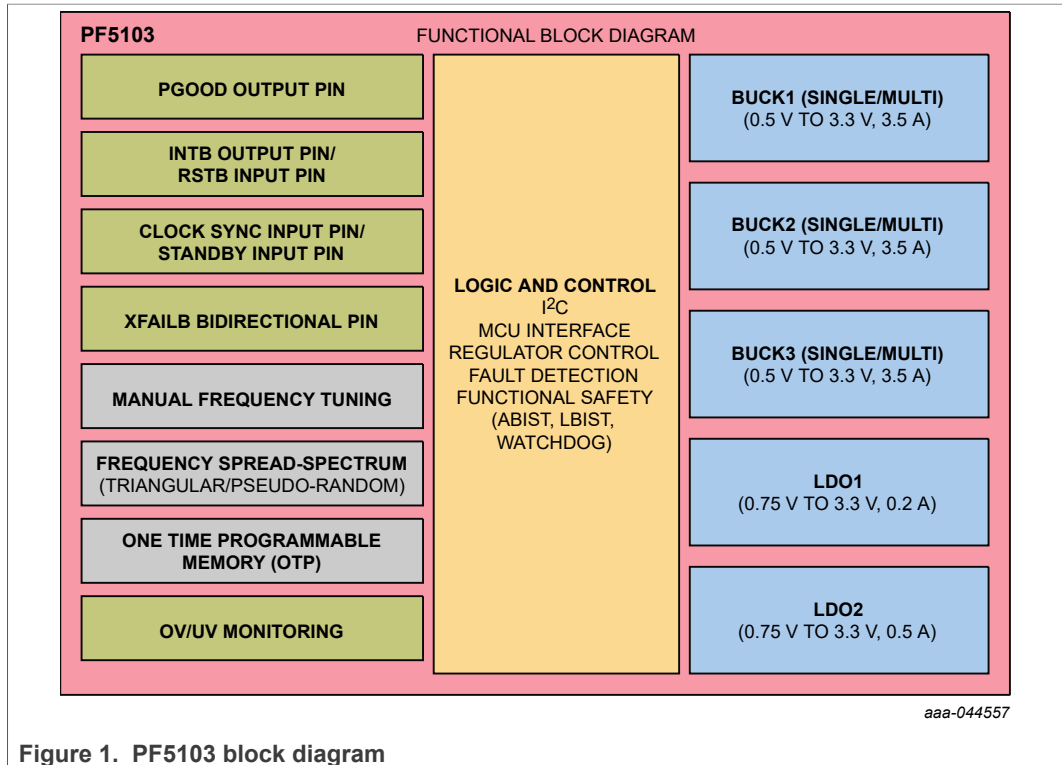 PF5103
FUNCTIONAL BLOCK DIAGRAM
PGOOD OUTPUT PIN
INTB OUTPUT PIN/
RSTB INPUT PIN
CLOCK SYNC INPUT PIN/
STANDBY INPUT PIN
XFAILB BIDIRECTIONAL PIN
MANUAL FREQUENCY TUNING
FREQUENCY SPREAD-SPECTRUM
(TRIANGULAR/PSEUDO-RANDOM)
ONE TIME PROGRAMMABLE
MEMORY (OTP)
OV/UV MONITORING
LOGIC AND CONTROL
I2C
MCU INTERFACE
REGULATOR CONTROL
FAULT DETECTION
FUNCTIONAL SAFETY
(ABIST, LBIST,
WATCHDOG)
BUCK1 (SINGLE/MULTI)
(0.5 V TO 3.3 V, 3.5 A)
BUCK2 (SINGLE/MULTI)
(0.5 V TO 3.3 V, 3.5 A)
BUCK3 (SINGLE/MULTI)
(0.5 V TO 3.3 V, 3.5 A)
LDO1
(0.75 V TO 3.3 V, 0.2 A)
LDO2
(0.75 V TO 3.3 V, 0.5 A)
aaa-044557
Figure 1. PF5103 block diagram